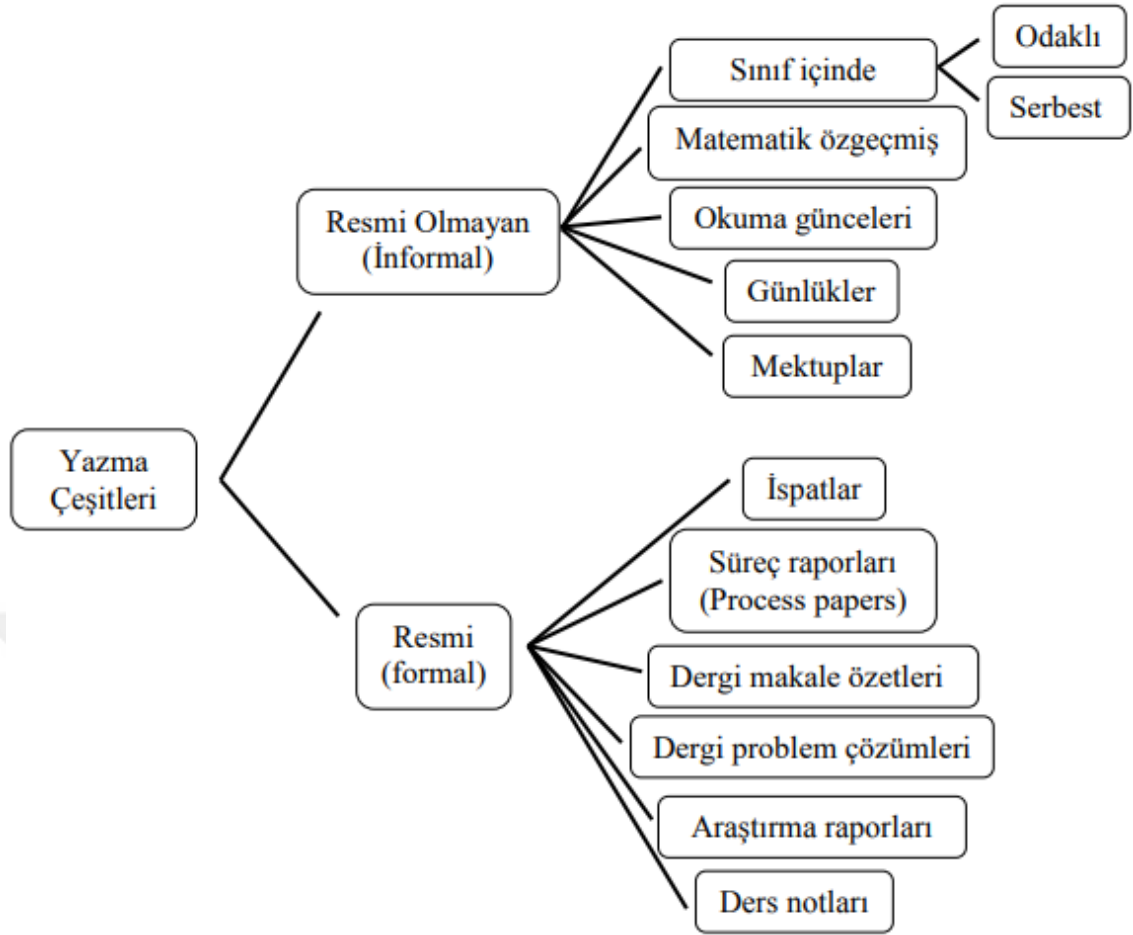 Yazma
Çeşitleri
Resmi Olmayan
(İnformal)
Sınıf içinde
Odaklı
Serbest
Matematik özgeçmiş
Okuma günceleri
Günlükler
Mektuplar
Resmi
(formal)
İspatlar
Süreç raporları
(Process papers)
Dergi makale özetleri
Dergi problem çözümleri
Araştırma raporları
Ders notları